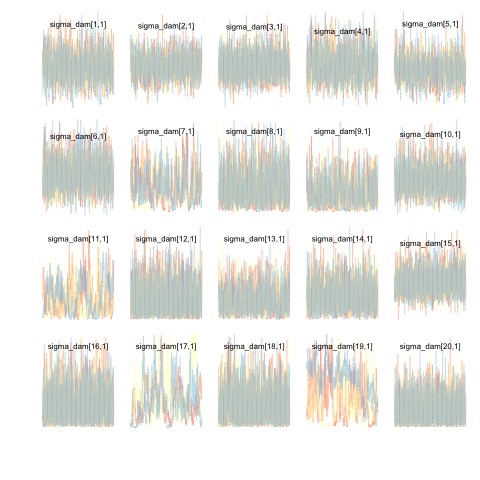 sigma_dam[1,1]
sigma_dam[2,1]
sigma_dam[3,1]
sigma_dam[4,1]
sigma_dam[5,1]
sigma_dam[6,1]
sigma_dam[7,1]
sigma_dam[8,1]
sigma_dam[9,1]
sigma_dam[10,1]
sigma_dam[11,1]
sigma_dam[12,1]
sigma_dam[13,1]
sigma_dam[14,1]
sigma_dam[15,1]
sigma_dam[16,1]
sigma_dam[17,1]
sigma_dam[18,1]
sigma_dam[19,1]
sigma_dam[20,1]